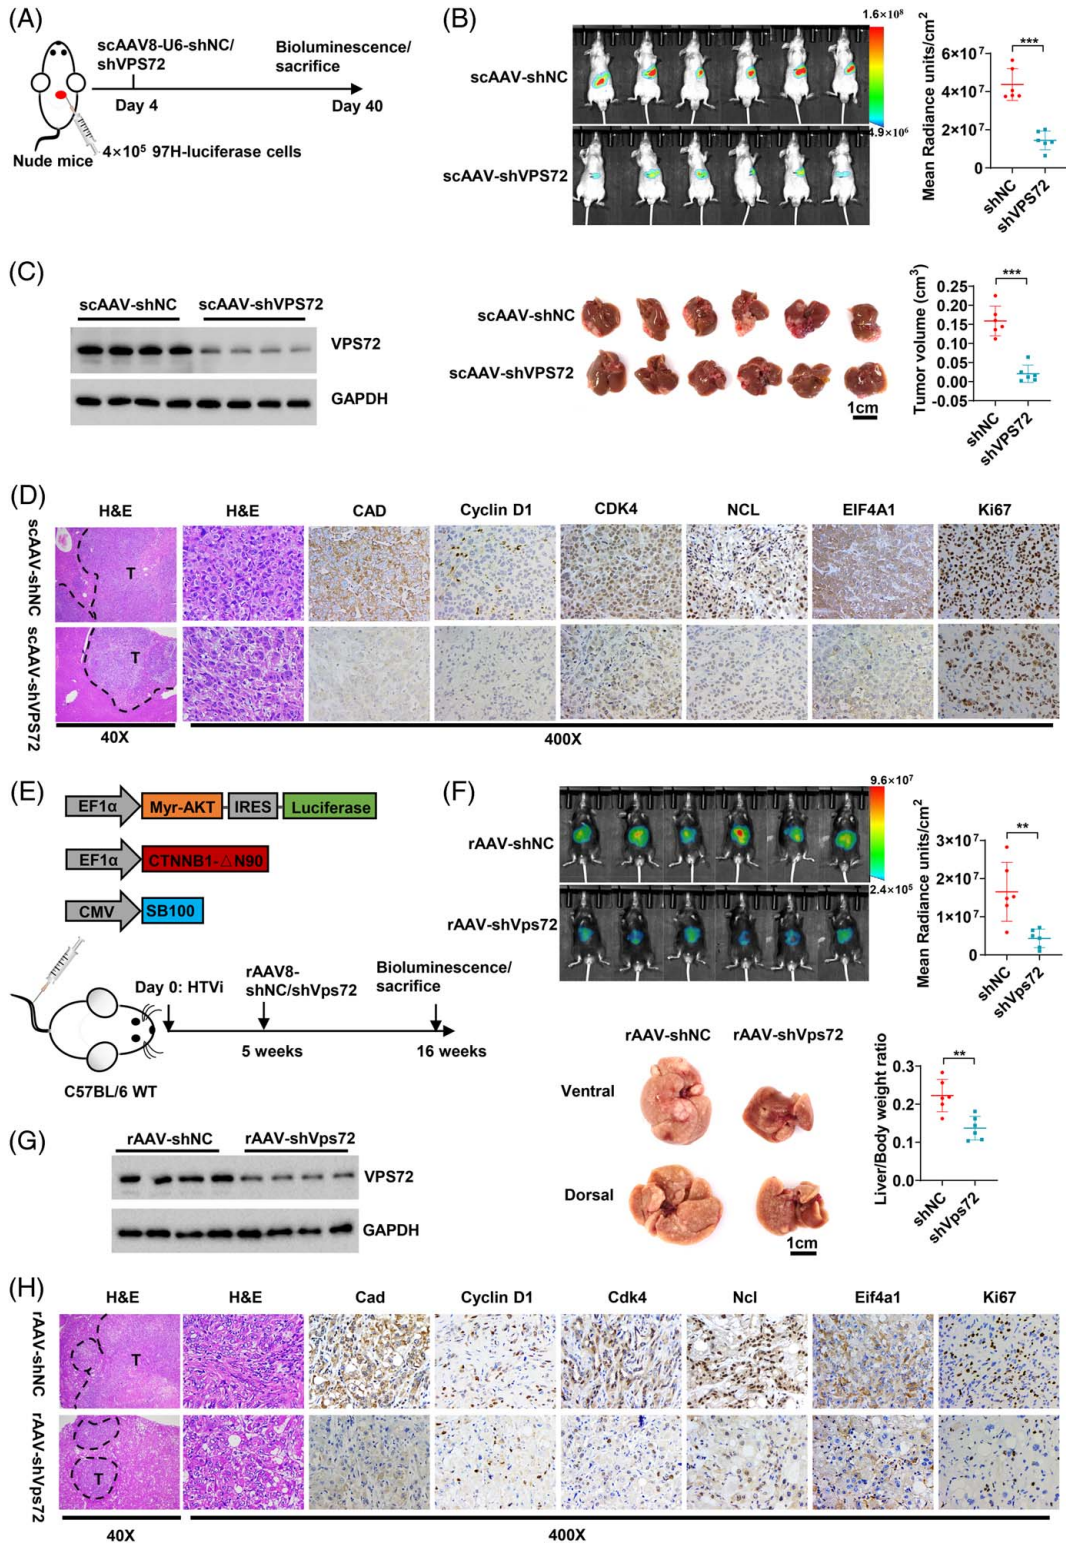 (A)
scAAV8-U6-shNC/
shVPS72
Bioluminescence/
sacrifice
Day 4
Day 40
Nude mice
4×10⁵ 97H-luciferase cells
(B)
scAAV-shNC
scAAV-shVPS72
1.6×10⁸
4.9×10⁶
Mean Radiance units/cm²
6×10⁷
4×10⁷
2×10⁷
0
***
shNC
shVPS72
(C)
scAAV-shNC
scAAV-shVPS72
VPS72
GAPDH
scAAV-shNC
scAAV-shVPS72
1cm
Tumor volume (cm³)
0.25
0.20
0.15
0.10
0.05
0.00
-0.05
***
shNC
shVPS72
(D)
H&E
H&E
CAD
Cyclin D1
CDK4
NCL
EIF4A1
Ki67
scAAV-shNC
T
scAAV-shVPS72
T
40X
400X
(E)
EF1α
Myr-AKT
IRES
Luciferase
EF1α
CTNNB1-△N90
CMV
SB100
Day 0: HTVi
rAAV8-
shNC/shVps72
Bioluminescence/
sacrifice
5 weeks
16 weeks
C57BL/6 WT
(F)
rAAV-shNC
rAAV-shVps72
9.6×10⁷
2.4×10⁵
Mean Radiance units/cm²
3×10⁷
2×10⁷
1×10⁷
0
**
shNC
shVps72
rAAV-shNC
rAAV-shVps72
Ventral
Dorsal
1cm
Liver/Body weight ratio
0.3
0.2
0.1
0.0
**
shNC
shVps72
(G)
rAAV-shNC
rAAV-shVps72
VPS72
GAPDH
(H)
H&E
H&E
Cad
Cyclin D1
Cdk4
Ncl
Eif4a1
Ki67
rAAV-shNC
T
rAAV-shVps72
T
40X
400X